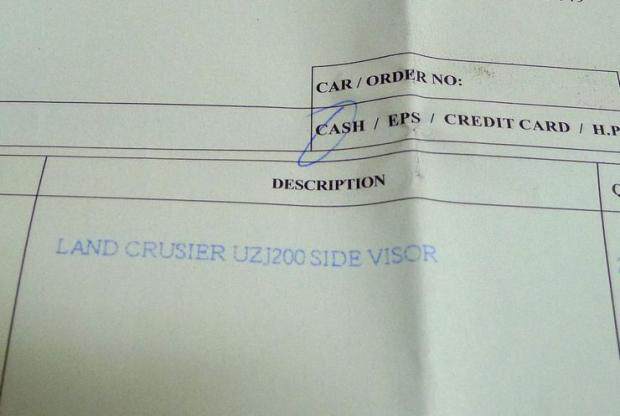 CAR / ORDER NO:
CASH / EPS / CREDIT CARD / H.P
DESCRIPTION
LAND CRUSIER UZJ200 SIDE VISOR